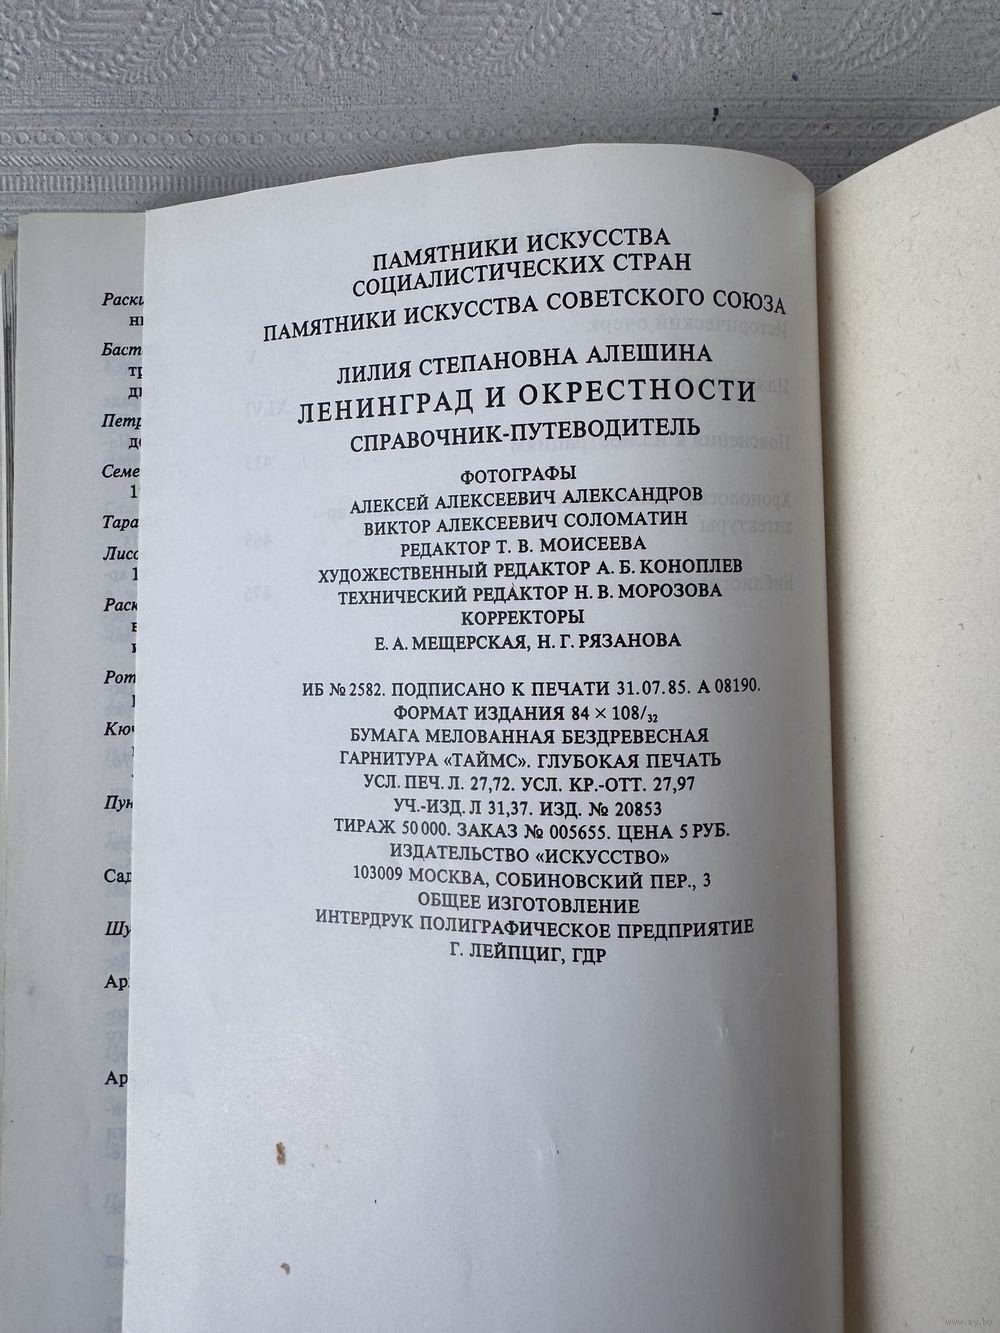 ПАМЯТНИКИ ИСКУССТВА
СОЦИАЛИСТИЧЕСКИХ СТРАН
ПАМЯТНИКИ ИСКУССТВА СОВЕТСКОГО СОЮЗА
ЛИЛИЯ СТЕПАНОВНА АЛЕШИНА
ЛЕНИНГРАД И ОКРЕСТНОСТИ
СПРАВОЧНИК-ПУТЕВОДИТЕЛЬ
ФОТОГРАФЫ
АЛЕКСЕЙ АЛЕКСЕЕВИЧ АЛЕКСАНДРОВ
ВИКТОР АЛЕКСЕЕВИЧ СОЛОМАТИН
РЕДАКТОР Т. В. МОИСЕЕВА
ХУДОЖЕСТВЕННЫЙ РЕДАКТОР А. Б. КОНОПЛЕВ
ТЕХНИЧЕСКИЙ РЕДАКТОР Н. В. МОРОЗОВА
КОРРЕКТОРЫ
Е. А. МЕЩЕРСКАЯ, Н. Г. РЯЗАНОВА
ИБ № 2582. ПОДПИСАНО К ПЕЧАТИ 31.07.85. А 08190.
ФОРМАТ ИЗДАНИЯ 84 × 108/32
БУМАГА МЕЛОВАННАЯ БЕЗДРЕВЕСНАЯ
ГАРНИТУРА «ТАЙМС». ГЛУБОКАЯ ПЕЧАТЬ
УСЛ. ПЕЧ. Л. 27,72. УСЛ. КР.-ОТТ. 27,97
УЧ.-ИЗД. Л 31,37. ИЗД. № 20853
ТИРАЖ 50 000. ЗАКАЗ № 005655. ЦЕНА 5 РУБ.
ИЗДАТЕЛЬСТВО «ИСКУССТВО»
103009 МОСКВА, СОБИНОВСКИЙ ПЕР., 3
ОБЩЕЕ ИЗГОТОВЛЕНИЕ
ИНТЕРДРУК ПОЛИГРАФИЧЕСКОЕ ПРЕДПРИЯТИЕ
Г. ЛЕЙПЦИГ, ГДР
www.ay.by